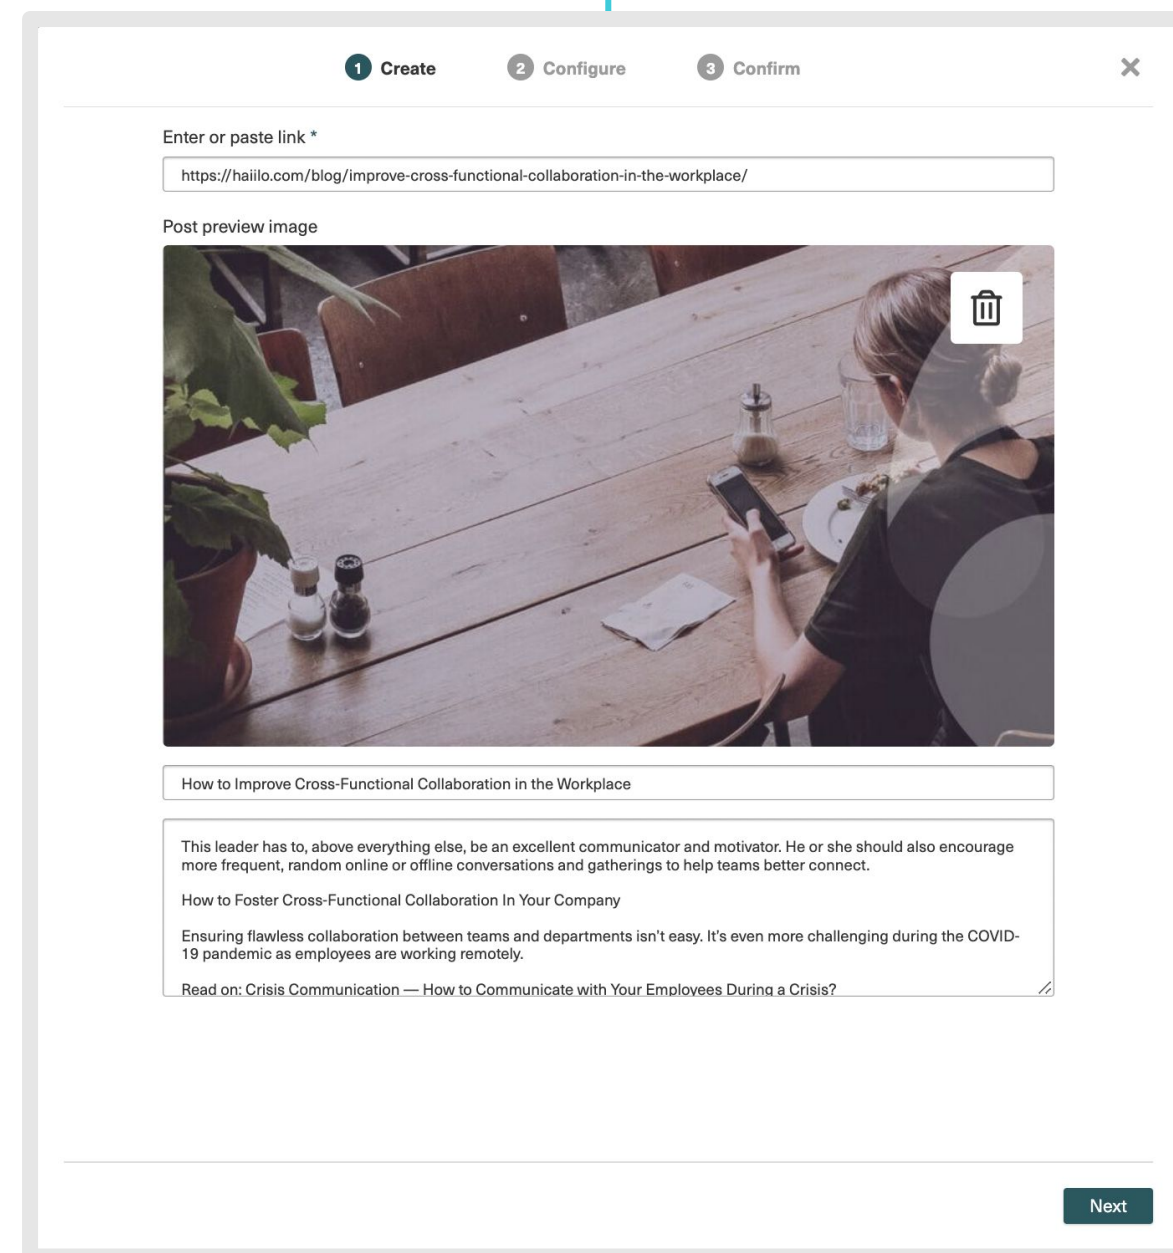 1 Create 2 Configure 3 Confirm
Enter or paste link *
https://haiilo.com/blog/improve-cross-functional-collaboration-in-the-workplace/
Post preview image
How to Improve Cross-Functional Collaboration in the Workplace
This leader has to, above everything else, be an excellent communicator and motivator. He or she should also encourage
more frequent, random online or offline conversations and gatherings to help teams better connect.
How to Foster Cross-Functional Collaboration In Your Company
Ensuring flawless collaboration between teams and departments isn't easy. It's even more challenging during the COVID-
19 pandemic as employees are working remotely.
Read on: Crisis Communication — How to Communicate with Your Employees During a Crisis?
Next